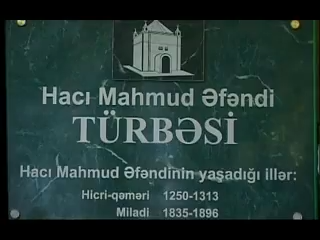 Hacı Mahmud Əfəndi
TÜRBƏSİ
Hacı Mahmud Əfəndinin yaşadığı illər:
Hicri-qəməri 1250-1313
Miladi 1835-1896